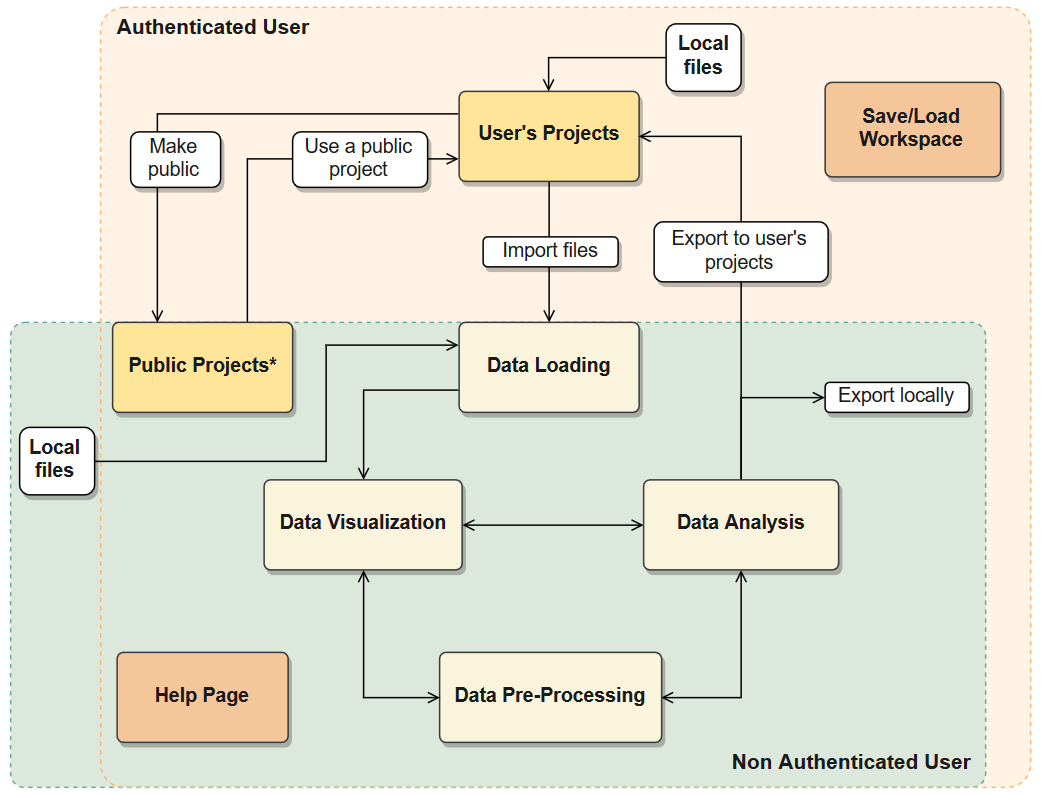 Authenticated User
Local
files
User's Projects
Save/Load
Workspace
Make
public
Use a public
project
Import files
Export to user's
projects
Public Projects*
Data Loading
Export locally
Local
files
Data Visualization
Data Analysis
Help Page
Data Pre-Processing
Non Authenticated User